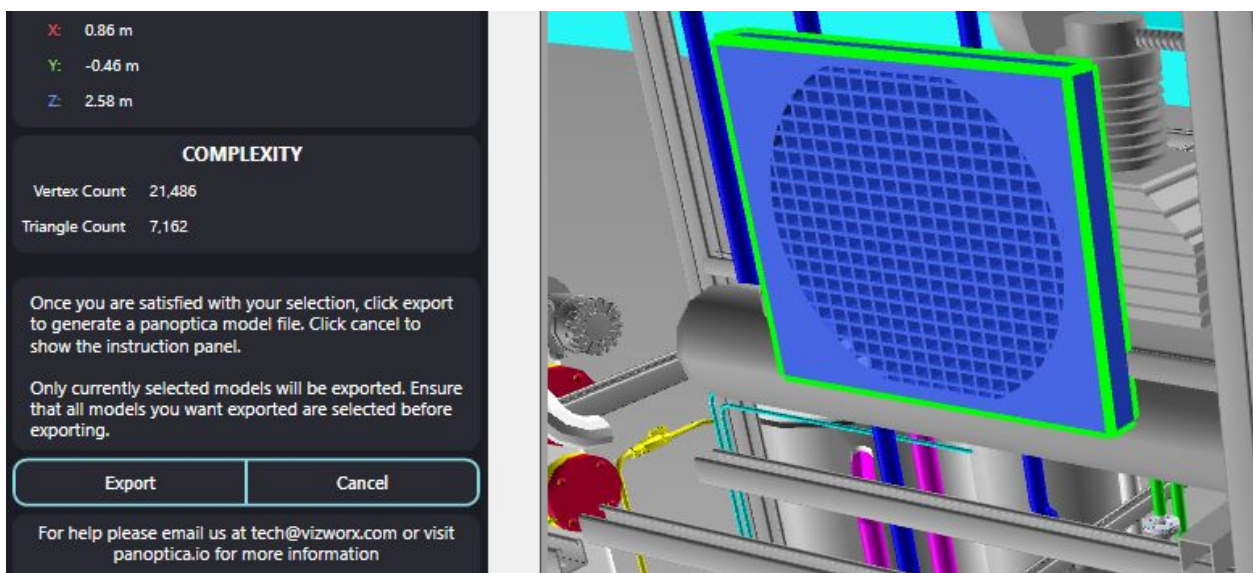 X: 0.86 m
Y: -0.46 m
Z: 2.58 m
COMPLEXITY
Vertex Count 21,486
Triangle Count 7,162
Once you are satisfied with your selection, click export
to generate a panoptica model file. Click cancel to
show the instruction panel.
Only currently selected models will be exported. Ensure
that all models you want exported are selected before
exporting.
Export Cancel
For help please email us at tech@vizworx.com or visit
panoptica.io for more information